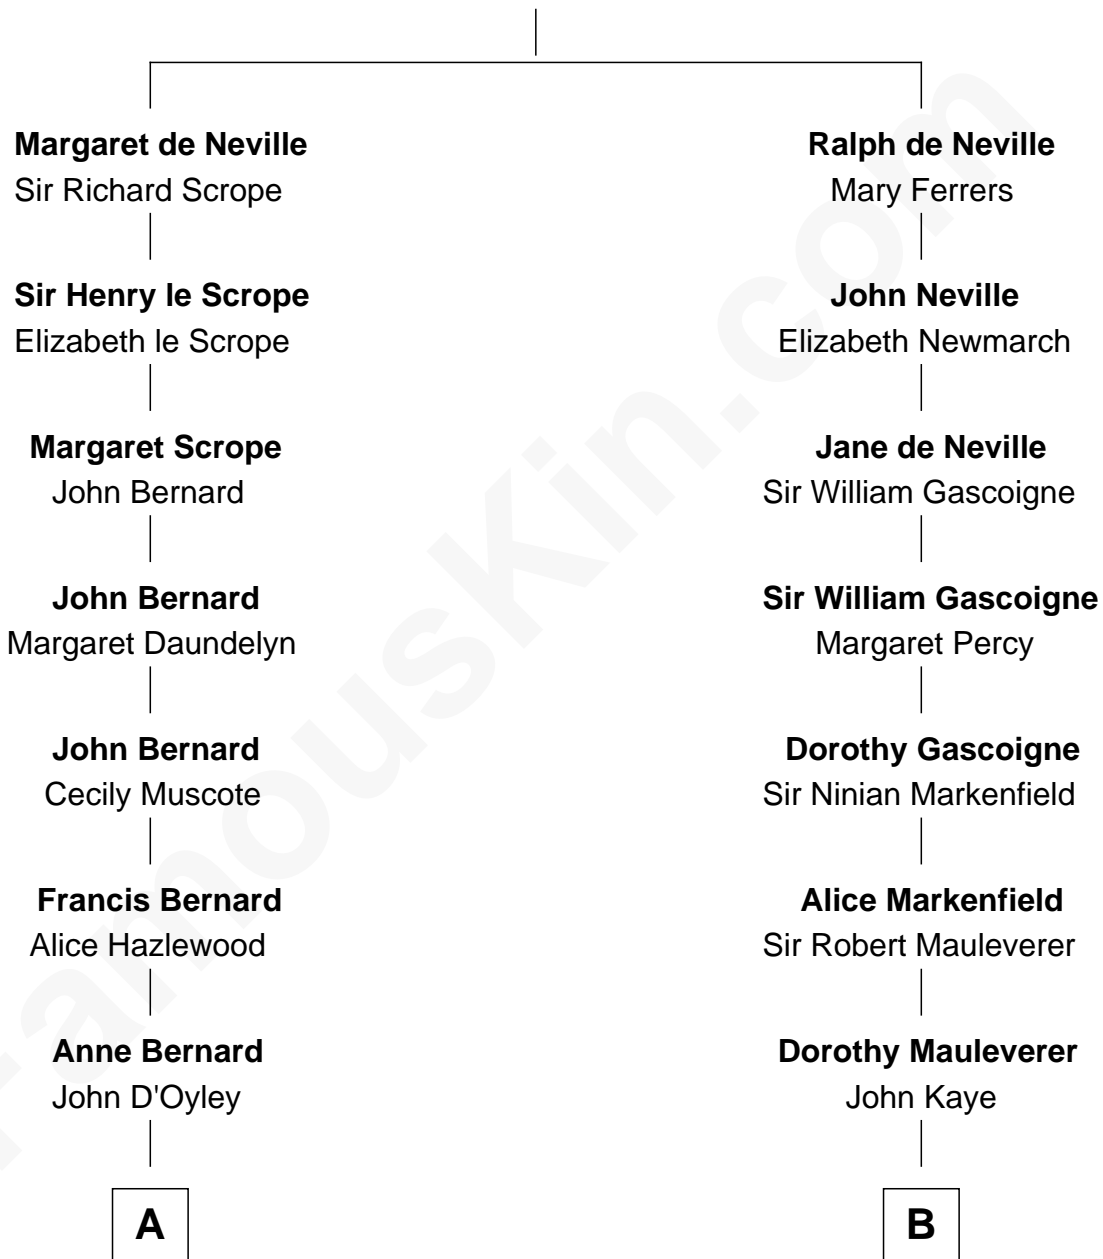 Margaret de Neville
Sir Richard Scrope
Sir Henry le Scrope
Elizabeth le Scrope
Margaret Scrope
John Bernard
John Bernard
Margaret Daundelyn
John Bernard
Cecily Muscote
Francis Bernard
Alice Hazlewood
Anne Bernard
John D'Oyley
A
Ralph de Neville
Mary Ferrers
John Neville
Elizabeth Newmarch
Jane de Neville
Sir William Gascoigne
Sir William Gascoigne
Margaret Percy
Dorothy Gascoigne
Sir Ninian Markenfield
Alice Markenfield
Sir Robert Mauleverer
Dorothy Mauleverer
John Kaye
B
FamousKin.com